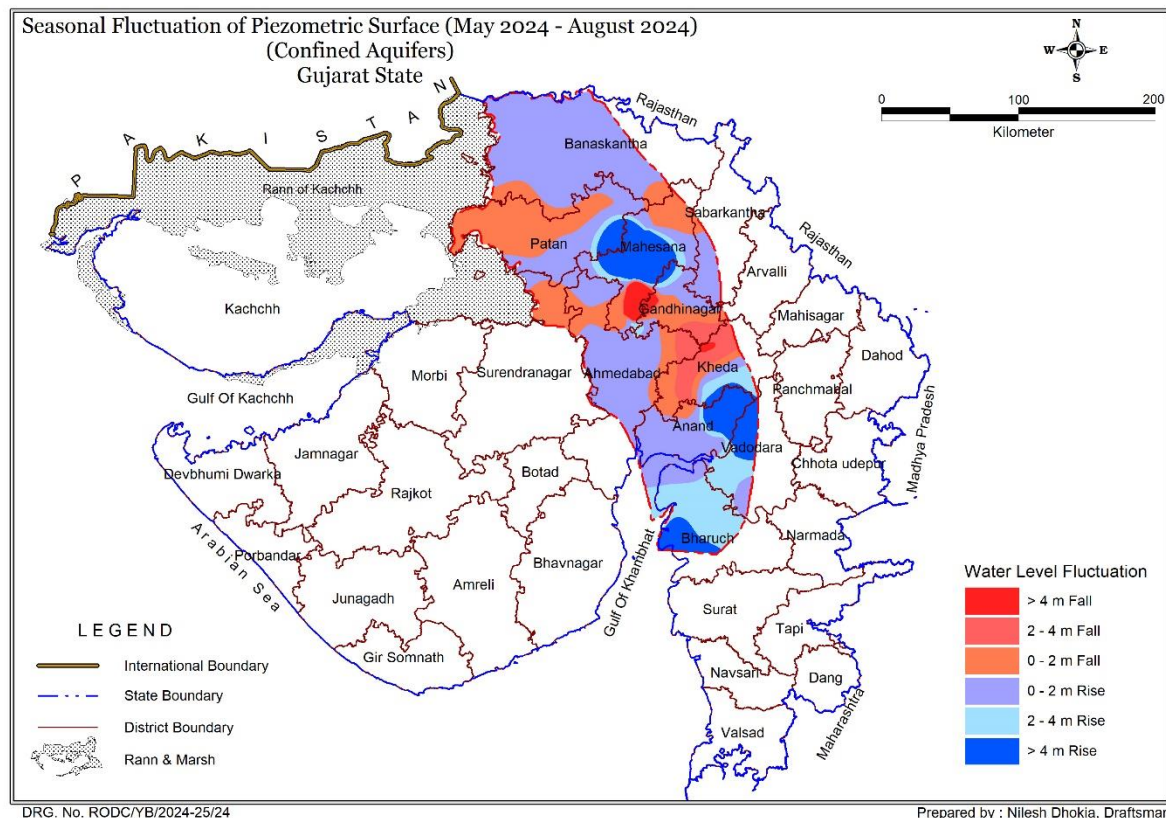 Seasonal Fluctuation of Piezometric Surface (May 2024 - August 2024)
(Confined Aquifers)
Gujarat State
N
W E
S
0 100 200
Kilometer
PAKISTAN
Rajasthan
Banaskantha
Rann of Kachchh
Sabarkantha
Rajasthan
Patan
Mahesana
Arvalli
Kachchh
Gandhinagar
Mahisagar
Dahod
Morbi
Surendranagar
Ahmedabad
Kheda
Panchmahal
Gulf Of Kachchh
Anand
Vadodara
Madhya Pradesh
Jamnagar
Devbhumi Dwarka
Botad
Chhota udepur
Rajkot
Arabian Sea
Porbandar
Bharuch
Narmada
Bhavnagar
Gulf Of Khambhat
Amreli
Junagadh
Surat
Tapi
Gir Somnath
Navsari
Dang
Valsad
Maharashtra
LEGEND
International Boundary
State Boundary
District Boundary
Rann & Marsh
Water Level Fluctuation
> 4 m Fall
2 - 4 m Fall
0 - 2 m Fall
0 - 2 m Rise
2 - 4 m Rise
> 4 m Rise
DRG. No. RODC/YB/2024-25/24
Prepared by : Nilesh Dhokia, Draftsman